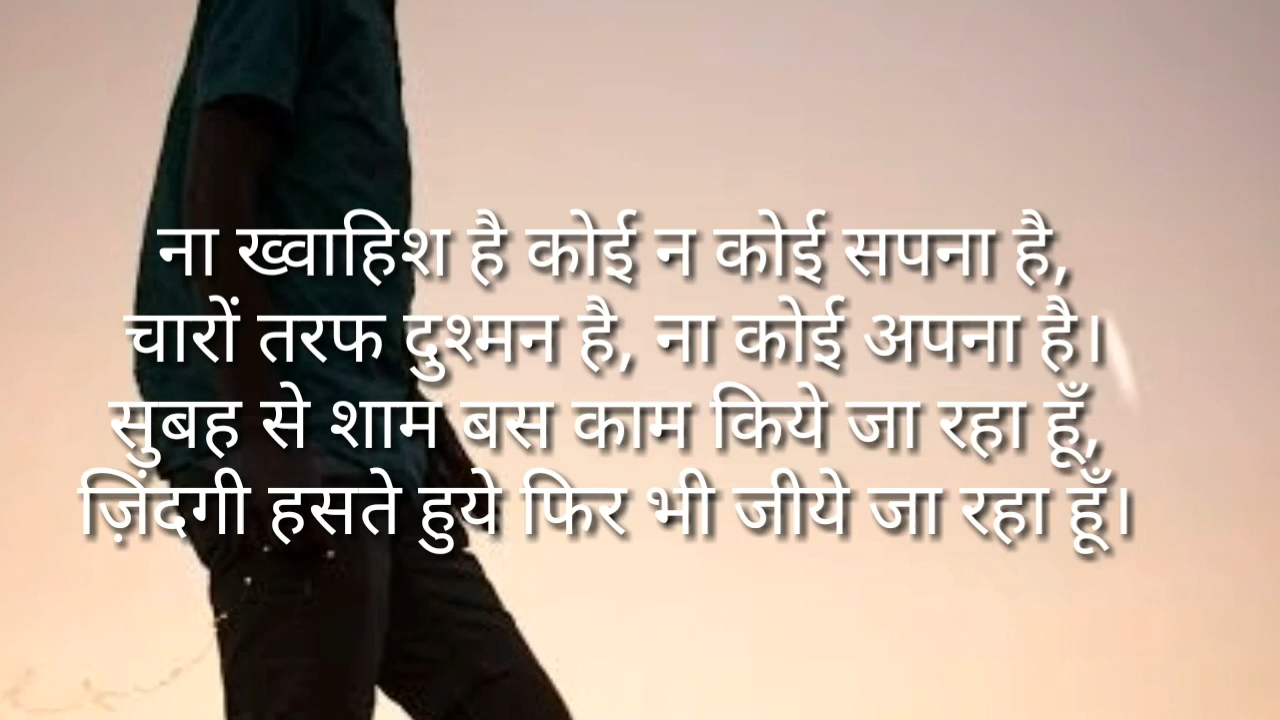 ना ख्वाहिश है कोई न कोई सपना है,
चारों तरफ दुश्मन है, ना कोई अपना है।
सुबह से शाम बस काम किये जा रहा हूँ,
ज़िंदगी हसते हुये फिर भी जीये जा रहा हूँ।